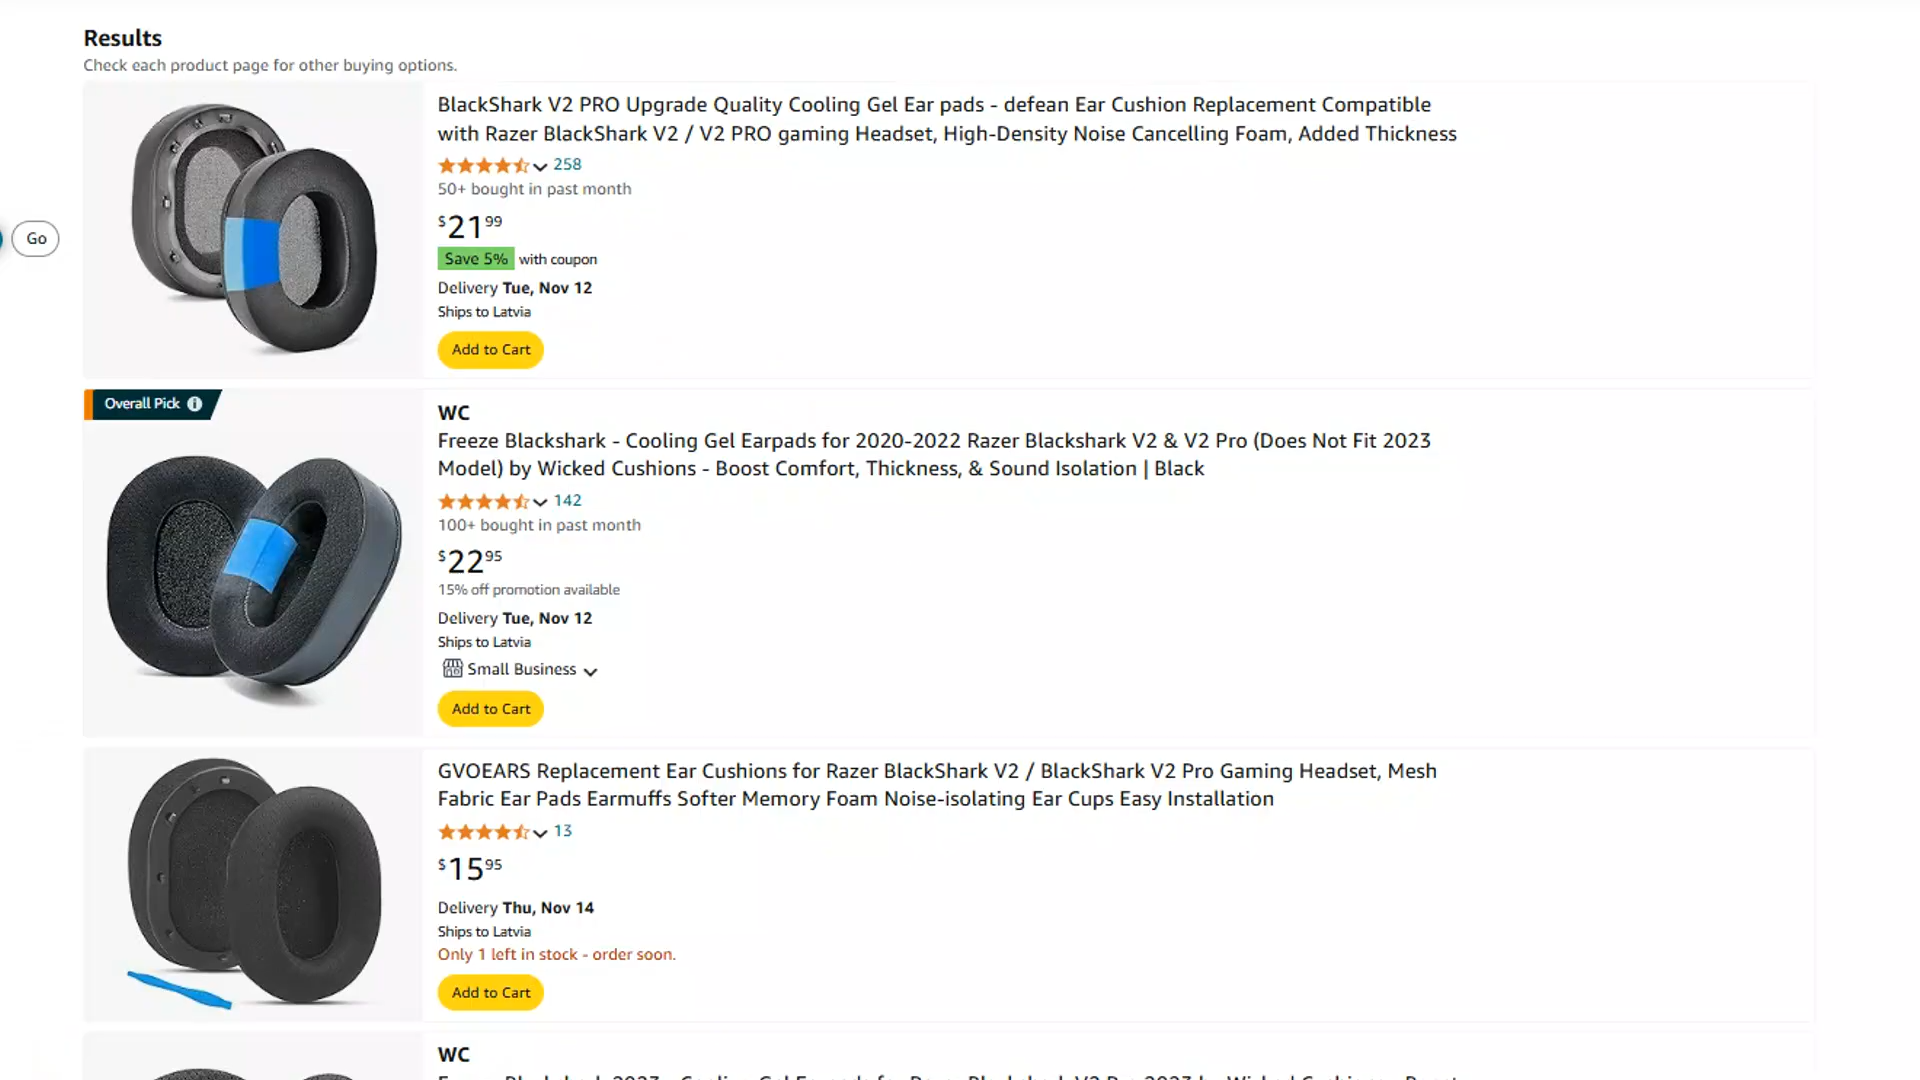 Results
Check each product page for other buying options.
Go
BlackShark V2 PRO Upgrade Quality Cooling Gel Ear pads - defean Ear Cushion Replacement Compatible
with Razer BlackShark V2 / V2 PRO gaming Headset, High-Density Noise Cancelling Foam, Added Thickness
258
50+ bought in past month
$21.99
Save 5% with coupon
Delivery Tue, Nov 12
Ships to Latvia
Add to Cart
Overall Pick
WC
Freeze Blackshark - Cooling Gel Earpads for 2020-2022 Razer Blackshark V2 & V2 Pro (Does Not Fit 2023
Model) by Wicked Cushions - Boost Comfort, Thickness, & Sound Isolation | Black
142
100+ bought in past month
$22.95
15% off promotion available
Delivery Tue, Nov 12
Ships to Latvia
Small Business
Add to Cart
GVOEARS Replacement Ear Cushions for Razer BlackShark V2 / BlackShark V2 Pro Gaming Headset, Mesh
Fabric Ear Pads Earmuffs Softer Memory Foam Noise-isolating Ear Cups Easy Installation
13
$15.95
Delivery Thu, Nov 14
Ships to Latvia
Only 1 left in stock - order soon.
Add to Cart
WC